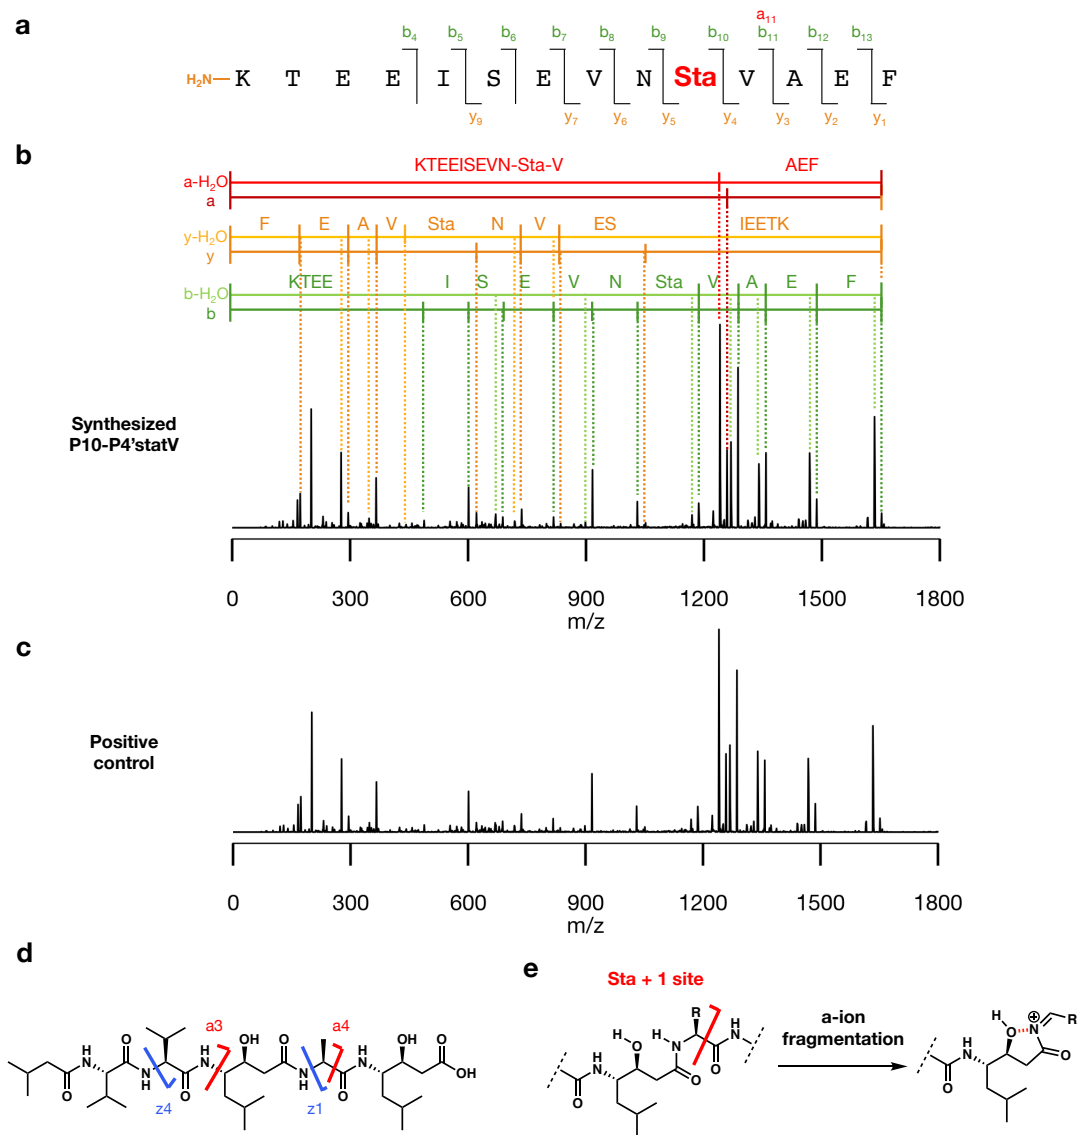 a
a₁₁
b₄ b₅ b₆ b₇ b₈ b₉ b₁₀ b₁₁ b₁₂ b₁₃
H₂N K T E E I S E V N Sta V A E F
y₉ y₇ y₆ y₅ y₄ y₃ y₂ y₁
b
KTEEISEVN-Sta-V AEF
a-H₂O
a
F E A V Sta N V ES IEETK
y-H₂O
y
KTEE I S E V N Sta V A E F
b-H₂O
b
Synthesized
P10-P4'statV
0 300 600 900 1200 1500 1800
m/z
c
Positive
control
0 300 600 900 1200 1500 1800
m/z
d
a3 OH a4 OH
H O H O O H O
N N N N
N N OH
O H O H O
z4 z1
e
Sta + 1 site
R
H H H
O N N
H
N
O O O
a-ion
fragmentation
H
O N R
H
N
O O